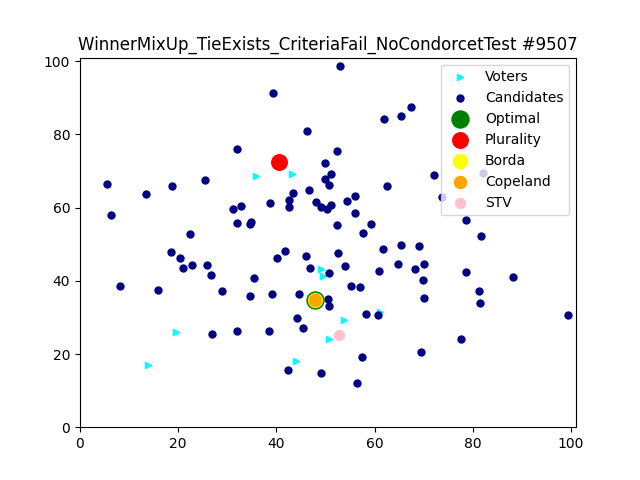 WinnerMixUp_TieExists_CriteriaFail_NoCondorcetTest #9507
100
80
60
40
20
0
0 20 40 60 80 100
Voters
Candidates
Optimal
Plurality
Borda
Copeland
STV